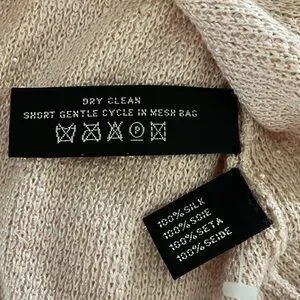 DRY CLEAN
SHORT GENTLE CYCLE IN MESH BAG
P
100%SILK
100%SOIE
100%SETA
100%SEIDE